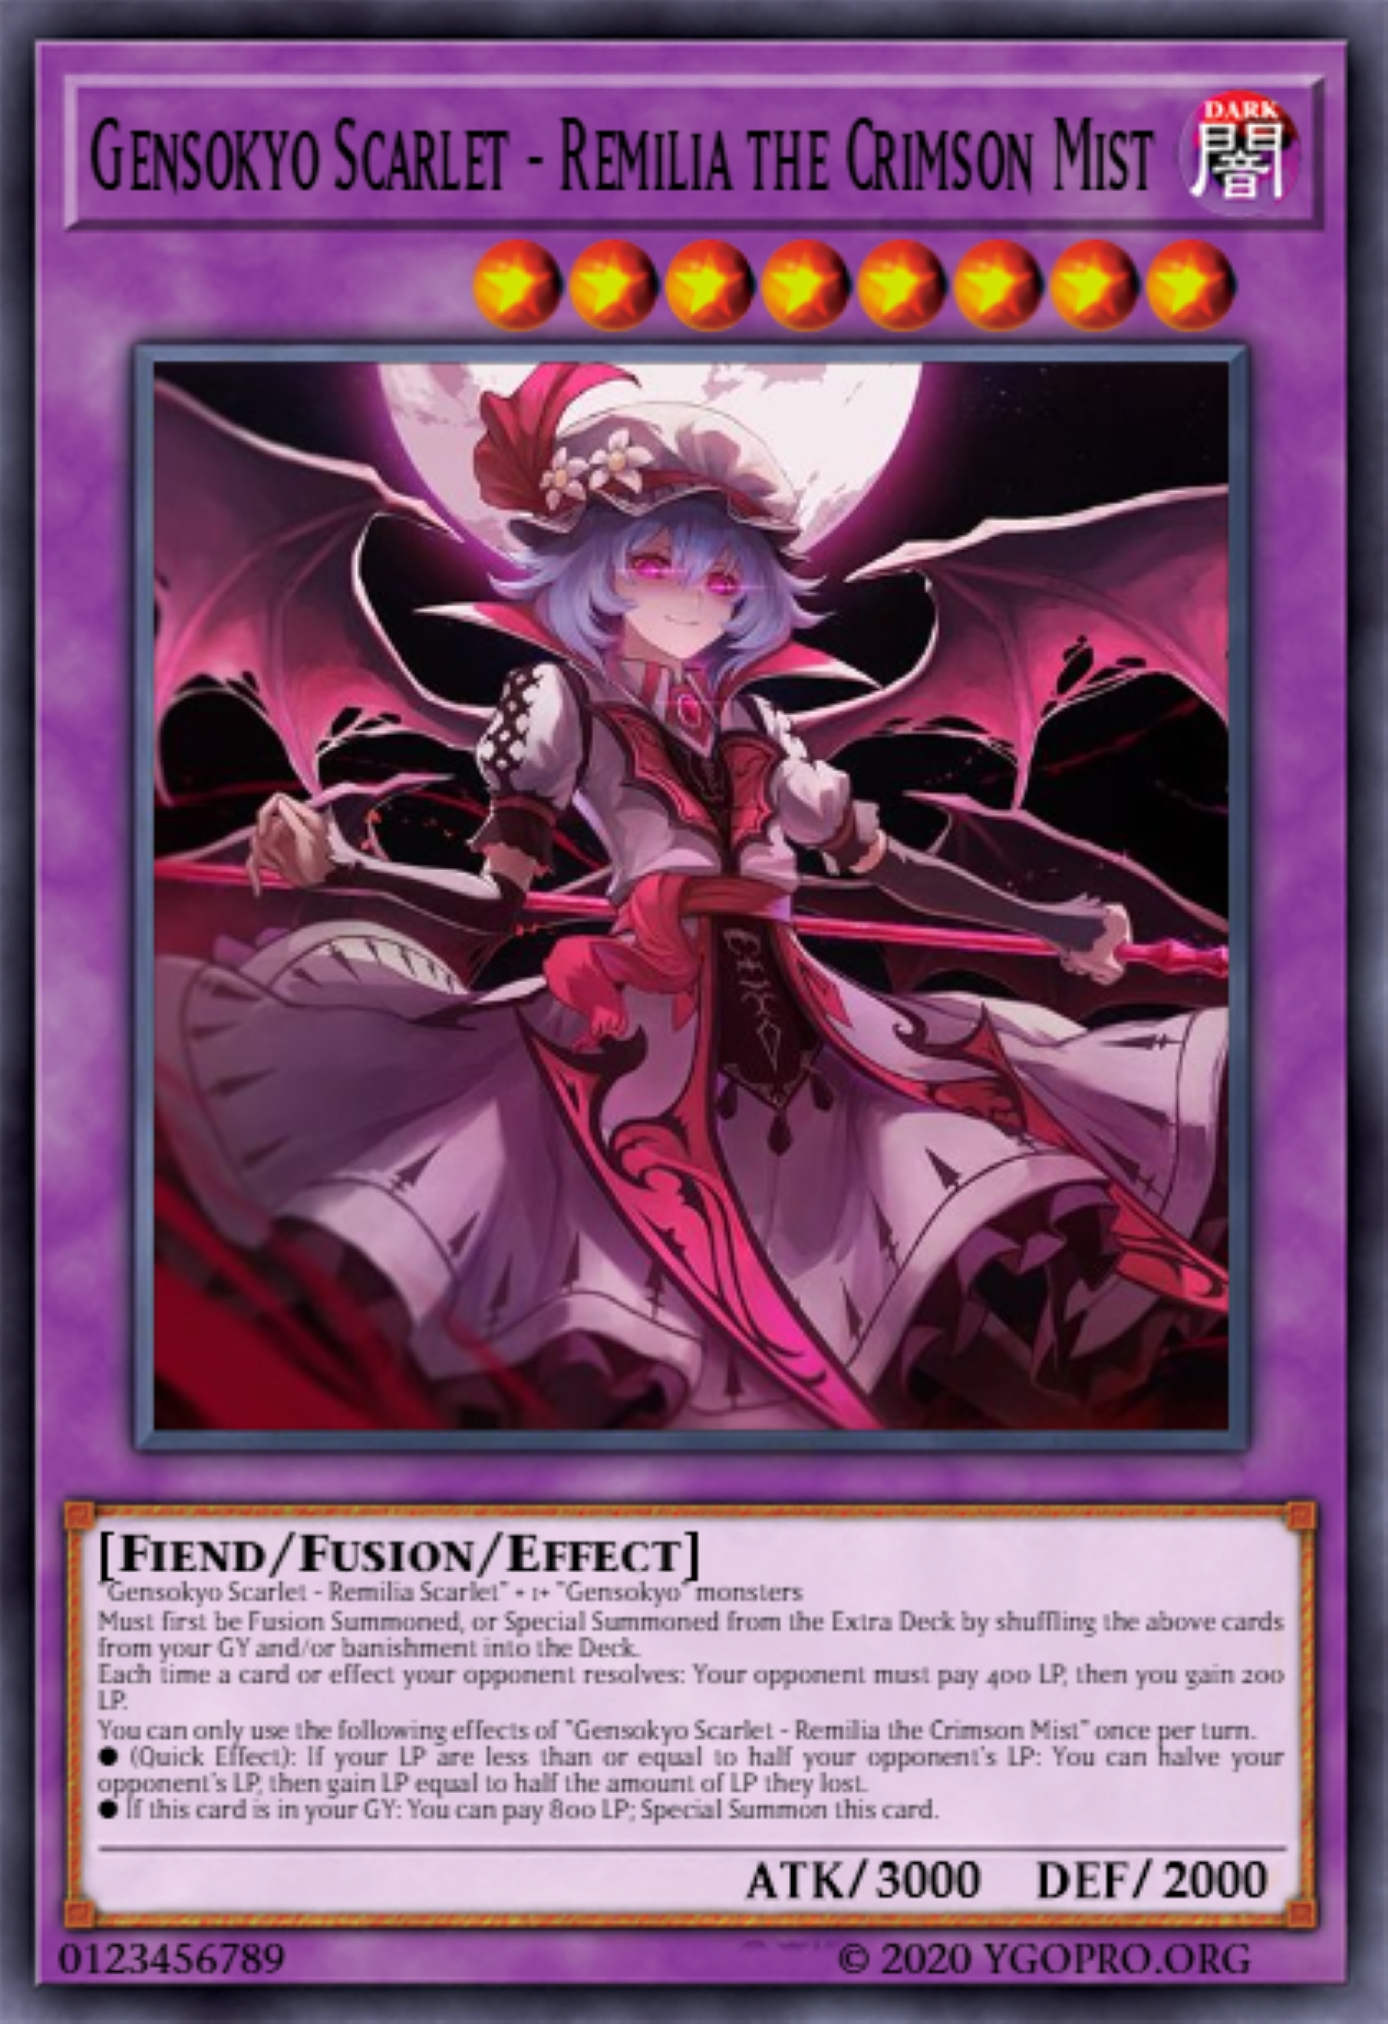 Gensokyo Scarlet - Remilia the Crimson Mist
DARK
闇
[Fiend/Fusion/Effect]
"Gensokyo Scarlet - Remilia Scarlet" + 1+ "Gensokyo" monsters
Must first be Fusion Summoned, or Special Summoned from the Extra Deck by shuffling the above cards
from your GY and/or banishment into the Deck.
Each time a card or effect your opponent resolves: Your opponent must pay 400 LP, then you gain 200
LP.
You can only use the following effects of "Gensokyo Scarlet - Remilia the Crimson Mist" once per turn.
● (Quick Effect): If your LP are less than or equal to half your opponent's LP: You can halve your
opponent's LP, then gain LP equal to half the amount of LP they lost.
● If this card is in your GY: You can pay 800 LP; Special Summon this card.
ATK/3000 DEF/2000
0123456789 © 2020 YGOPRO.ORG